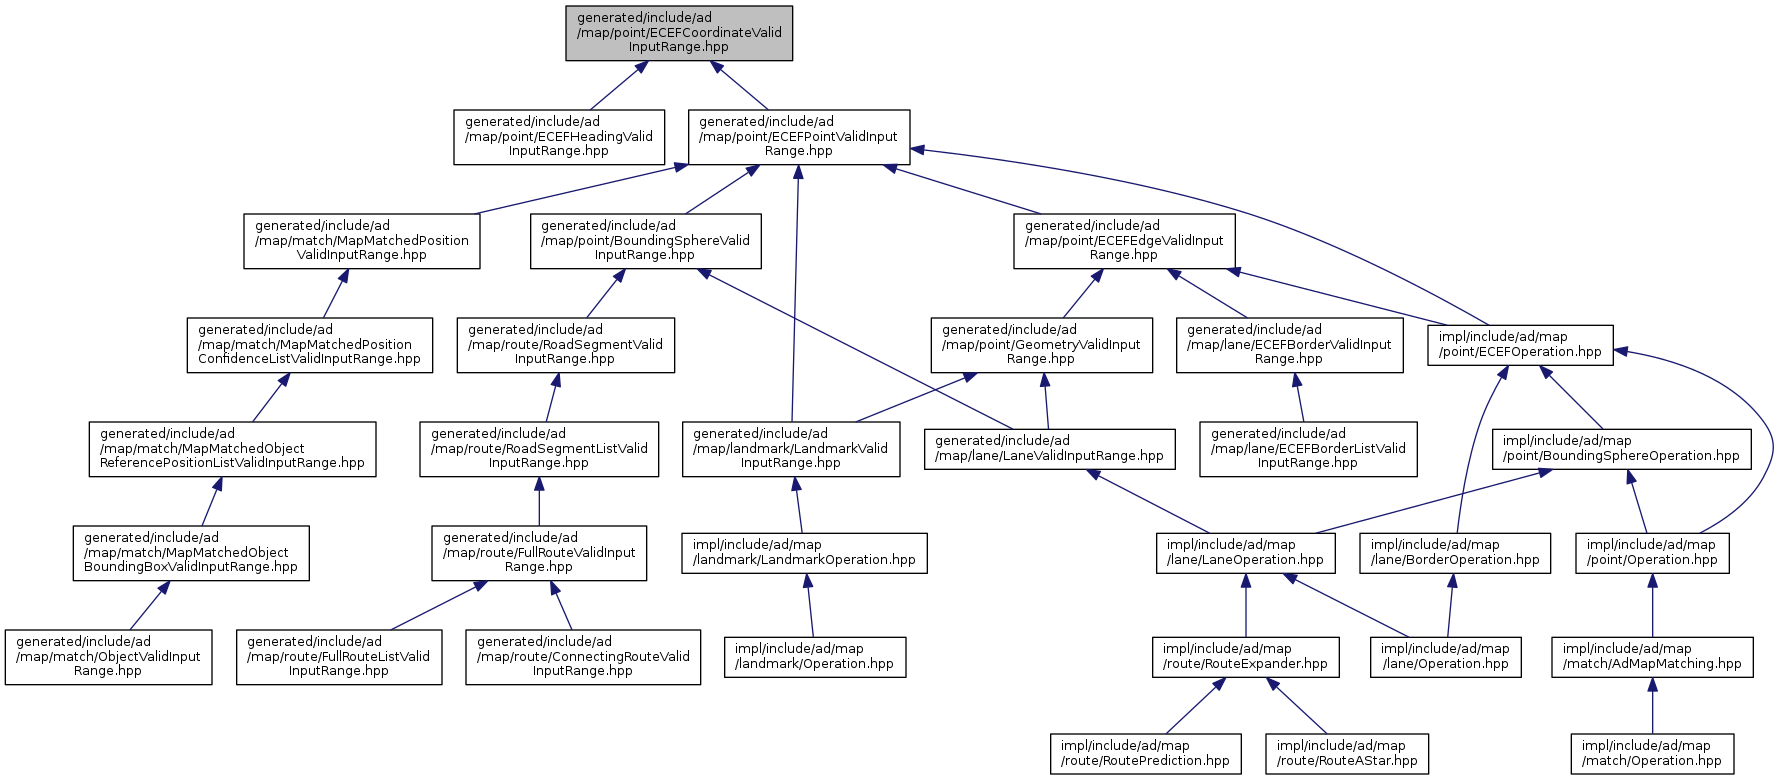 generated/include/ad
/map/point/ECEFCoordinateValid
InputRange.hpp
generated/include/ad
/map/point/ECEFHeadingValid
InputRange.hpp
generated/include/ad
/map/point/ECEFPointValidInput
Range.hpp
generated/include/ad
/map/match/MapMatchedPosition
ValidInputRange.hpp
generated/include/ad
/map/point/BoundingSphereValid
InputRange.hpp
generated/include/ad
/map/point/ECEFEdgeValidInput
Range.hpp
generated/include/ad
/map/match/MapMatchedPosition
ConfidenceListValidInputRange.hpp
generated/include/ad
/map/route/RoadSegmentValid
InputRange.hpp
generated/include/ad
/map/point/GeometryValidInput
Range.hpp
generated/include/ad
/map/lane/ECEFBorderValidInput
Range.hpp
impl/include/ad/map
/point/ECEFOperation.hpp
generated/include/ad
/map/match/MapMatchedObject
ReferencePositionListValidInputRange.hpp
generated/include/ad
/map/route/RoadSegmentListValid
InputRange.hpp
generated/include/ad
/map/landmark/LandmarkValid
InputRange.hpp
generated/include/ad
/map/lane/LaneValidInputRange.hpp
generated/include/ad
/map/lane/ECEFBorderListValid
InputRange.hpp
impl/include/ad/map
/point/BoundingSphereOperation.hpp
generated/include/ad
/map/match/MapMatchedObject
BoundingBoxValidInputRange.hpp
generated/include/ad
/map/route/FullRouteValidInput
Range.hpp
impl/include/ad/map
/landmark/LandmarkOperation.hpp
impl/include/ad/map
/lane/LaneOperation.hpp
impl/include/ad/map
/lane/BorderOperation.hpp
impl/include/ad/map
/point/Operation.hpp
generated/include/ad
/map/match/ObjectValidInput
Range.hpp
generated/include/ad
/map/route/FullRouteListValid
InputRange.hpp
generated/include/ad
/map/route/ConnectingRouteValid
InputRange.hpp
impl/include/ad/map
/landmark/Operation.hpp
impl/include/ad/map
/route/RouteExpander.hpp
impl/include/ad/map
/lane/Operation.hpp
impl/include/ad/map
/match/AdMapMatching.hpp
impl/include/ad/map
/route/RoutePrediction.hpp
impl/include/ad/map
/route/RouteAStar.hpp
impl/include/ad/map
/match/Operation.hpp